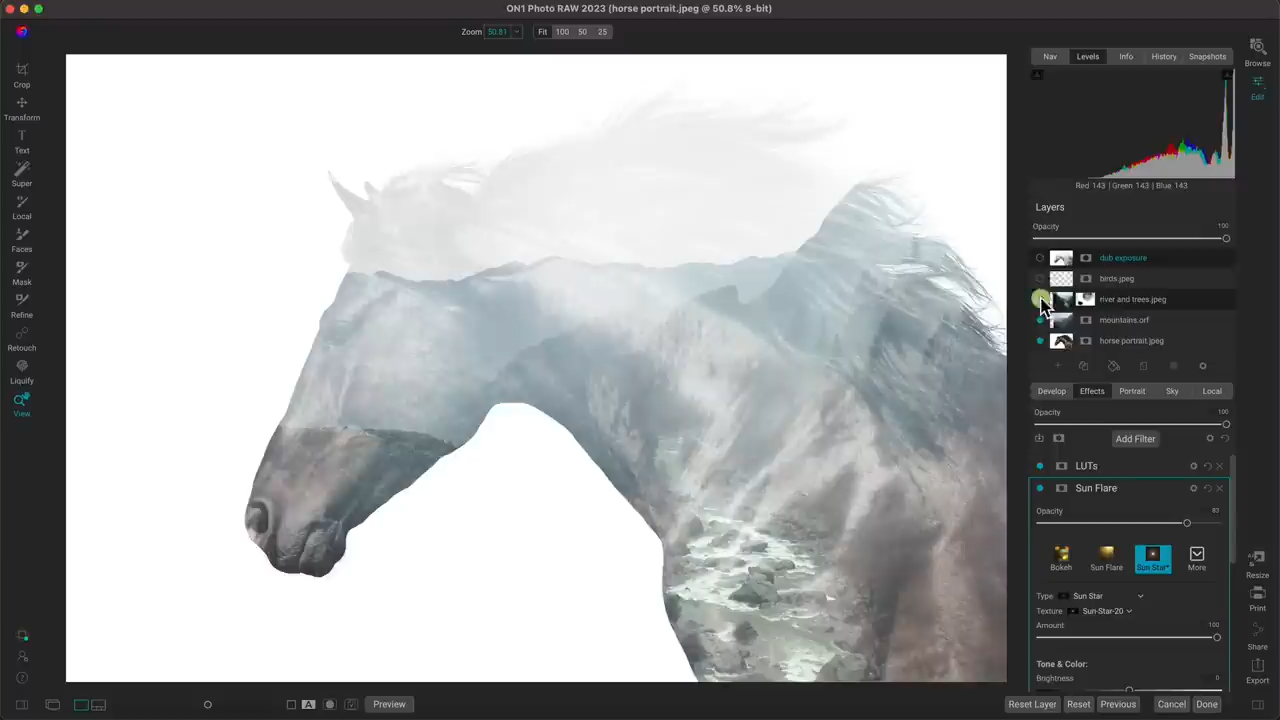 ON1 Photo RAW 2023 (horse portrait.jpeg @ 50.8% 8-bit)
Zoom 50.81 Fit 100 50 25
Crop
Transform
Text
Super
Local
Faces
Mask
Refine
Retouch
Liquify
View
Nav Levels Info History Snapshots
Red 143 | Green 143 | Blue 143
Layers
Opacity 100
dub exposure
birds.jpeg
river and trees.jpeg
mountains.orf
horse portrait.jpeg
Develop Effects Portrait Sky Local
Opacity 100
Add Filter
LUTs
Sun Flare
Opacity 83
Bokeh Sun Flare Sun Star* More
Type Sun Star
Texture Sun-Star-20
Amount 100
Tone & Color:
Brightness 0
Browse
Edit
Resize
Print
Share
Export
A Preview
Reset Layer Reset Previous Cancel Done